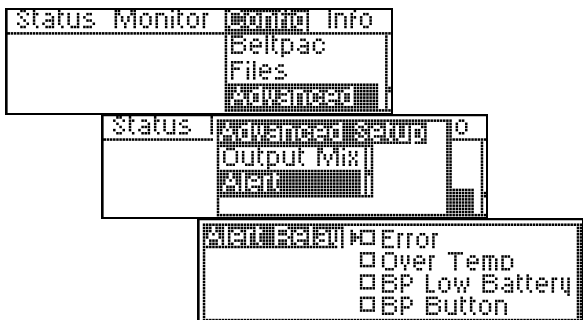 Status Monitor Config Info
Beltpac
Files
Advanced
Status
Advanced Setup
o
Output Mix
Alert
Alert Relay Error
Over Temp
BP Low Battery
BP Button